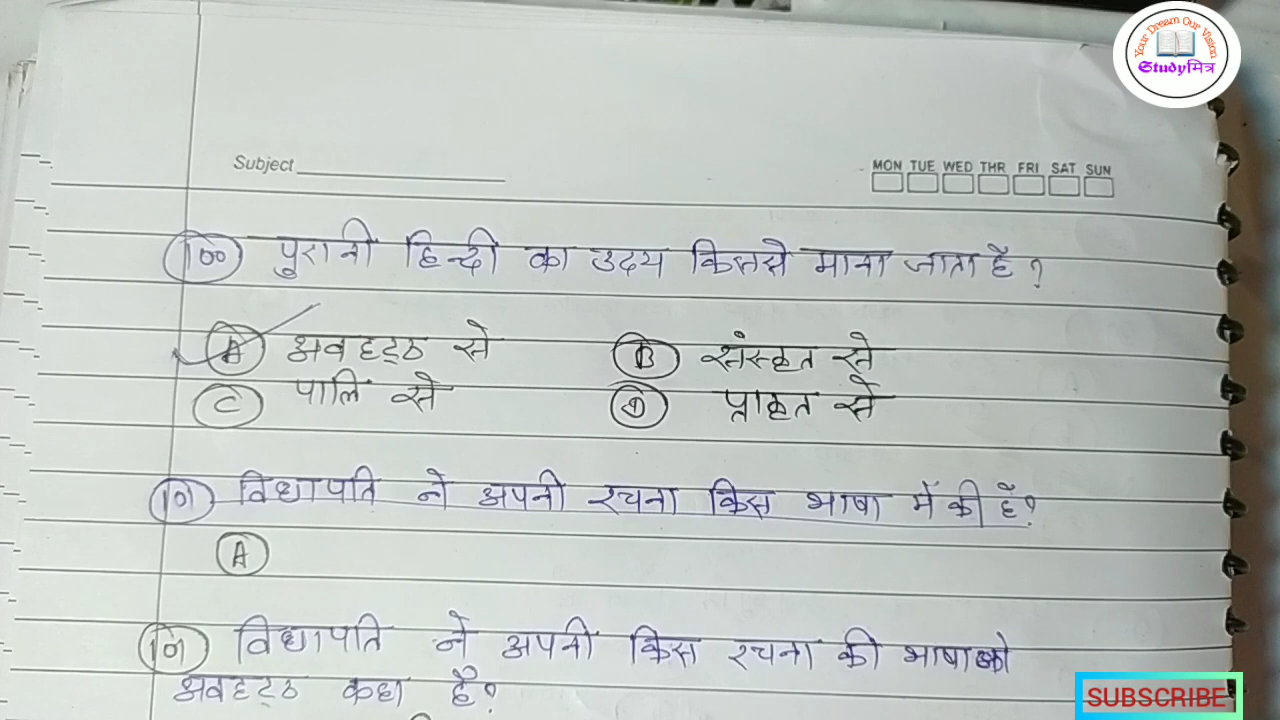 Your Dream Our Vision
Studyमित्र
Subject
MON TUE WED THR FRI SAT SUN
100 पुरानी हिन्दी का उदय किससे माना जाता है?
A अवहट्ठ से B संस्कृत से
C पालि से D प्राकृत से
101 विद्यापति ने अपनी रचना किस भाषा में की है?
A
101 विद्यापति ने अपनी किस रचना की भाषा को
अवहट्ठ कहा है?
SUBSCRIBE